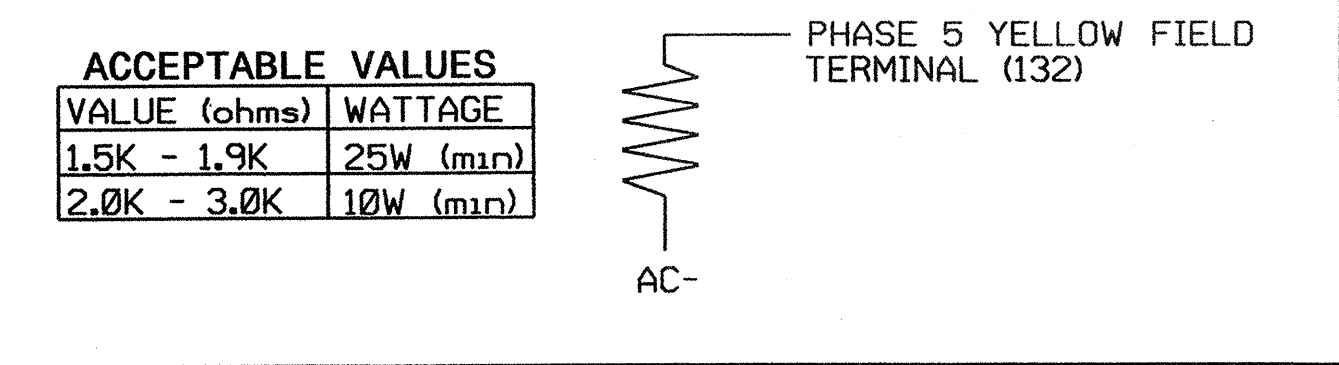 ACCEPTABLE VALUES
VALUE (ohms) WATTAGE
1.5K - 1.9K 25W (min)
2.0K - 3.0K 10W (min)
PHASE 5 YELLOW FIELD
TERMINAL (132)
AC-